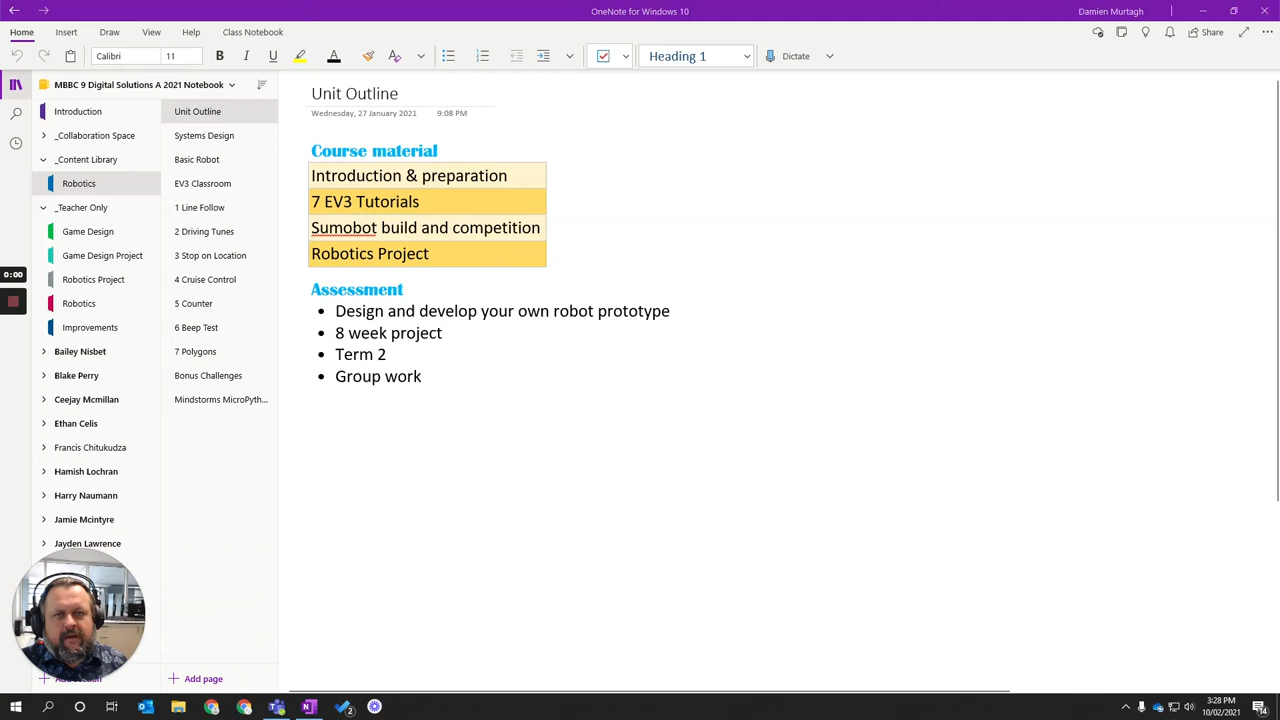 OneNote for Windows 10
Damien Murtagh
Home Insert Draw View Help Class Notebook
Share
Calibri 11 B I U A Heading 1 Dictate
MBBC 9 Digital Solutions A 2021 Notebook
Introduction
_Collaboration Space
_Content Library
Robotics
_Teacher Only
Game Design
Game Design Project
Robotics Project
Robotics
Improvements
Bailey Nisbet
Blake Perry
Ceejay Mcmillan
Ethan Celis
Francis Chitukudza
Hamish Lochran
Harry Naumann
Jamie Mcintyre
Jayden Lawrence
Unit Outline
Systems Design
Basic Robot
EV3 Classroom
1 Line Follow
2 Driving Tunes
3 Stop on Location
4 Cruise Control
5 Counter
6 Beep Test
7 Polygons
Bonus Challenges
Mindstorms MicroPyth...
Add page
0:00
Unit Outline
Wednesday, 27 January 2021 9:08 PM
Course material
Introduction & preparation
7 EV3 Tutorials
Sumobot build and competition
Robotics Project
Assessment
• Design and develop your own robot prototype
• 8 week project
• Term 2
• Group work
2
3:28 PM
10/02/2021
14